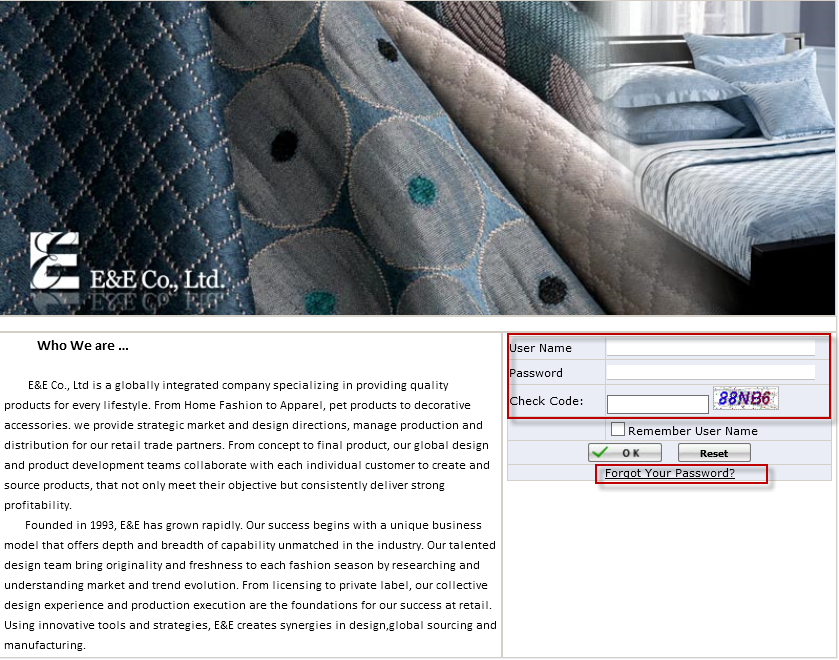 E&E Co., Ltd.
Who We are ...
E&E Co., Ltd is a globally integrated company specializing in providing quality
products for every lifestyle. From Home Fashion to Apparel, pet products to decorative
accessories. we provide strategic market and design directions, manage production and
distribution for our retail trade partners. From concept to final product, our global design
and product development teams collaborate with each individual customer to create and
source products, that not only meet their objective but consistently deliver strong
profitability.
Founded in 1993, E&E has grown rapidly. Our success begins with a unique business
model that offers depth and breadth of capability unmatched in the industry. Our talented
design team bring originality and freshness to each fashion season by researching and
understanding market and trend evolution. From licensing to private label, our collective
design experience and production execution are the foundations for our success at retail.
Using innovative tools and strategies, E&E creates synergies in design,global sourcing and
manufacturing.
User Name
Password
Check Code: 88NB6
Remember User Name
OK Reset
Forgot Your Password?